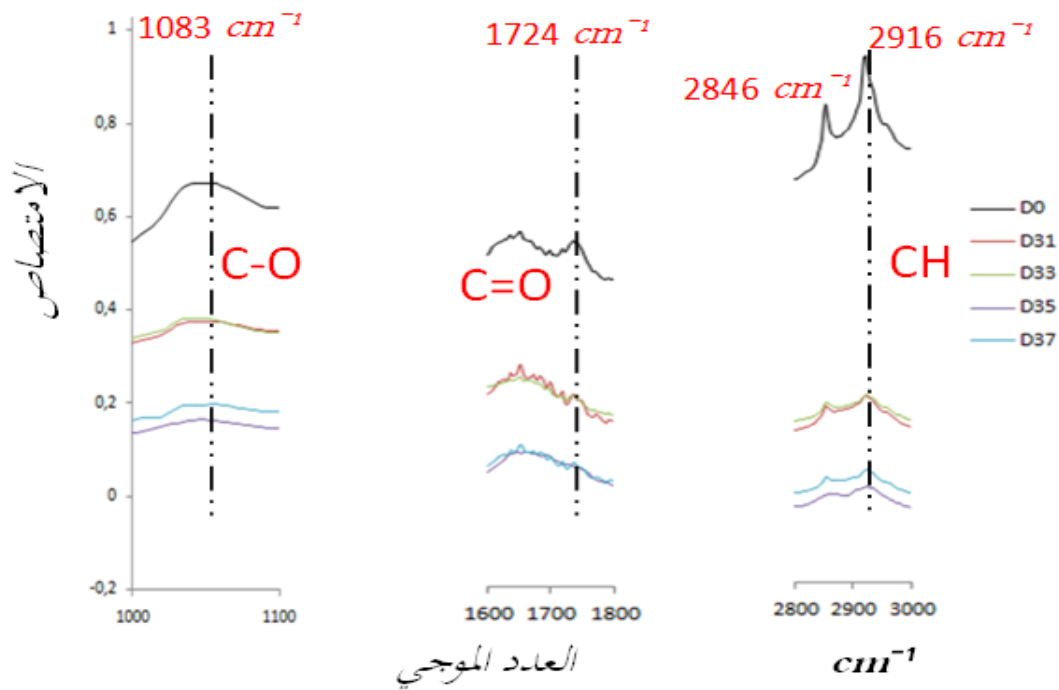 1083 cm⁻¹
1724 cm⁻¹
2916 cm⁻¹
2846 cm⁻¹
1
0,8
0,6
0,4
0,2
0
-0,2
الامتصاص
C-O
C=O
CH
D0
D31
D33
D35
D37
1000 1100
1600 1700 1800
2800 2900 3000
العدد الموجي
cm⁻¹